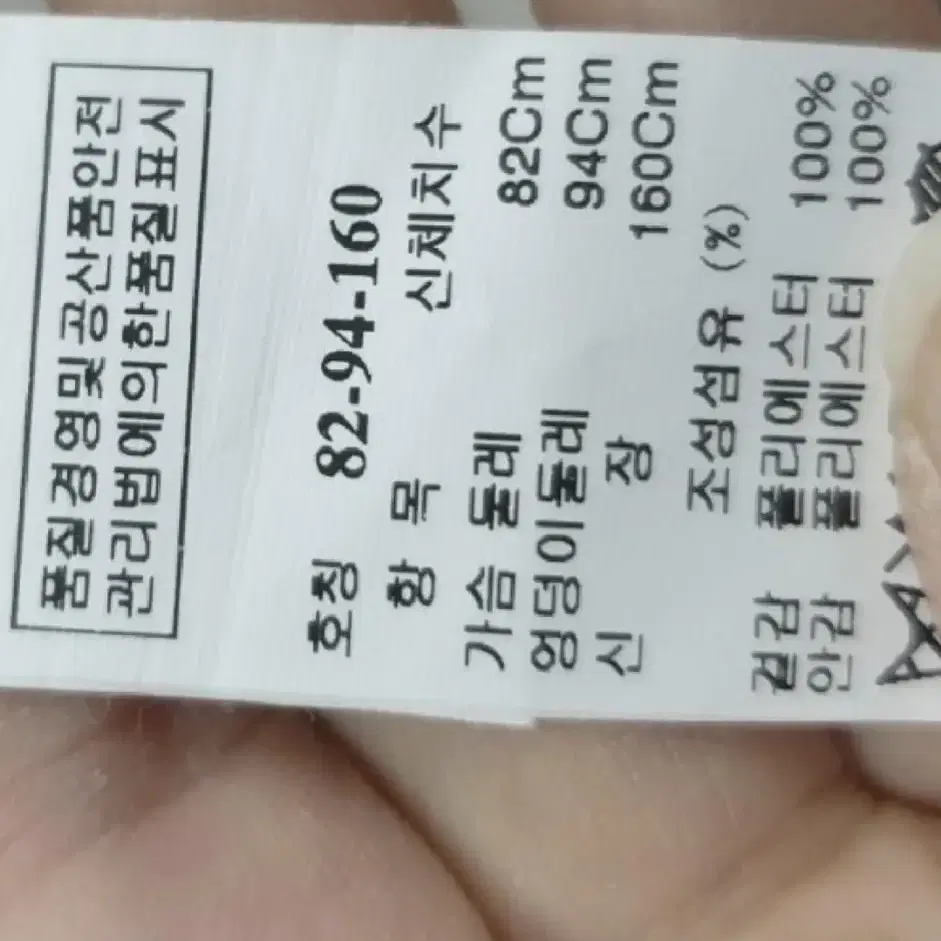 품질경영및공산품안전
관리법에의한품질표시
호칭 82-94-160
항 목 신체치수
가슴 둘레 82Cm
엉덩이둘레 94Cm
신 장 160Cm
조성섬유 (%)
겉감 폴리에스터 100%
안감 폴리에스터 100%